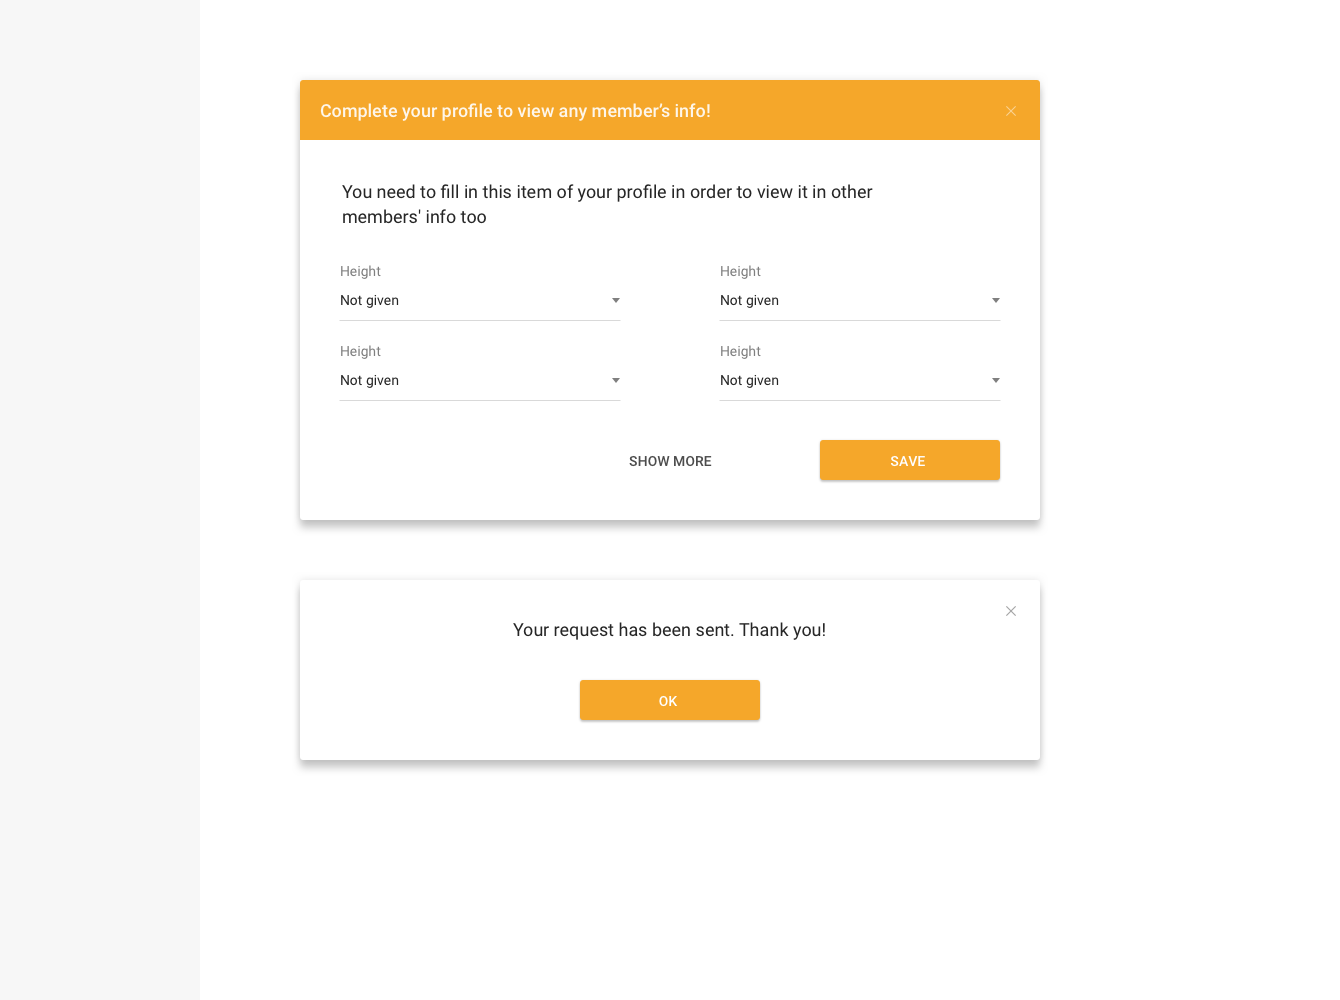 Complete your profile to view any member’s info!
You need to fill in this item of your profile in order to view it in other
members' info too
Height
Height
Not given
Not given
Height
Height
Not given
Not given
SHOW MORE
SAVE
Your request has been sent. Thank you!
OK